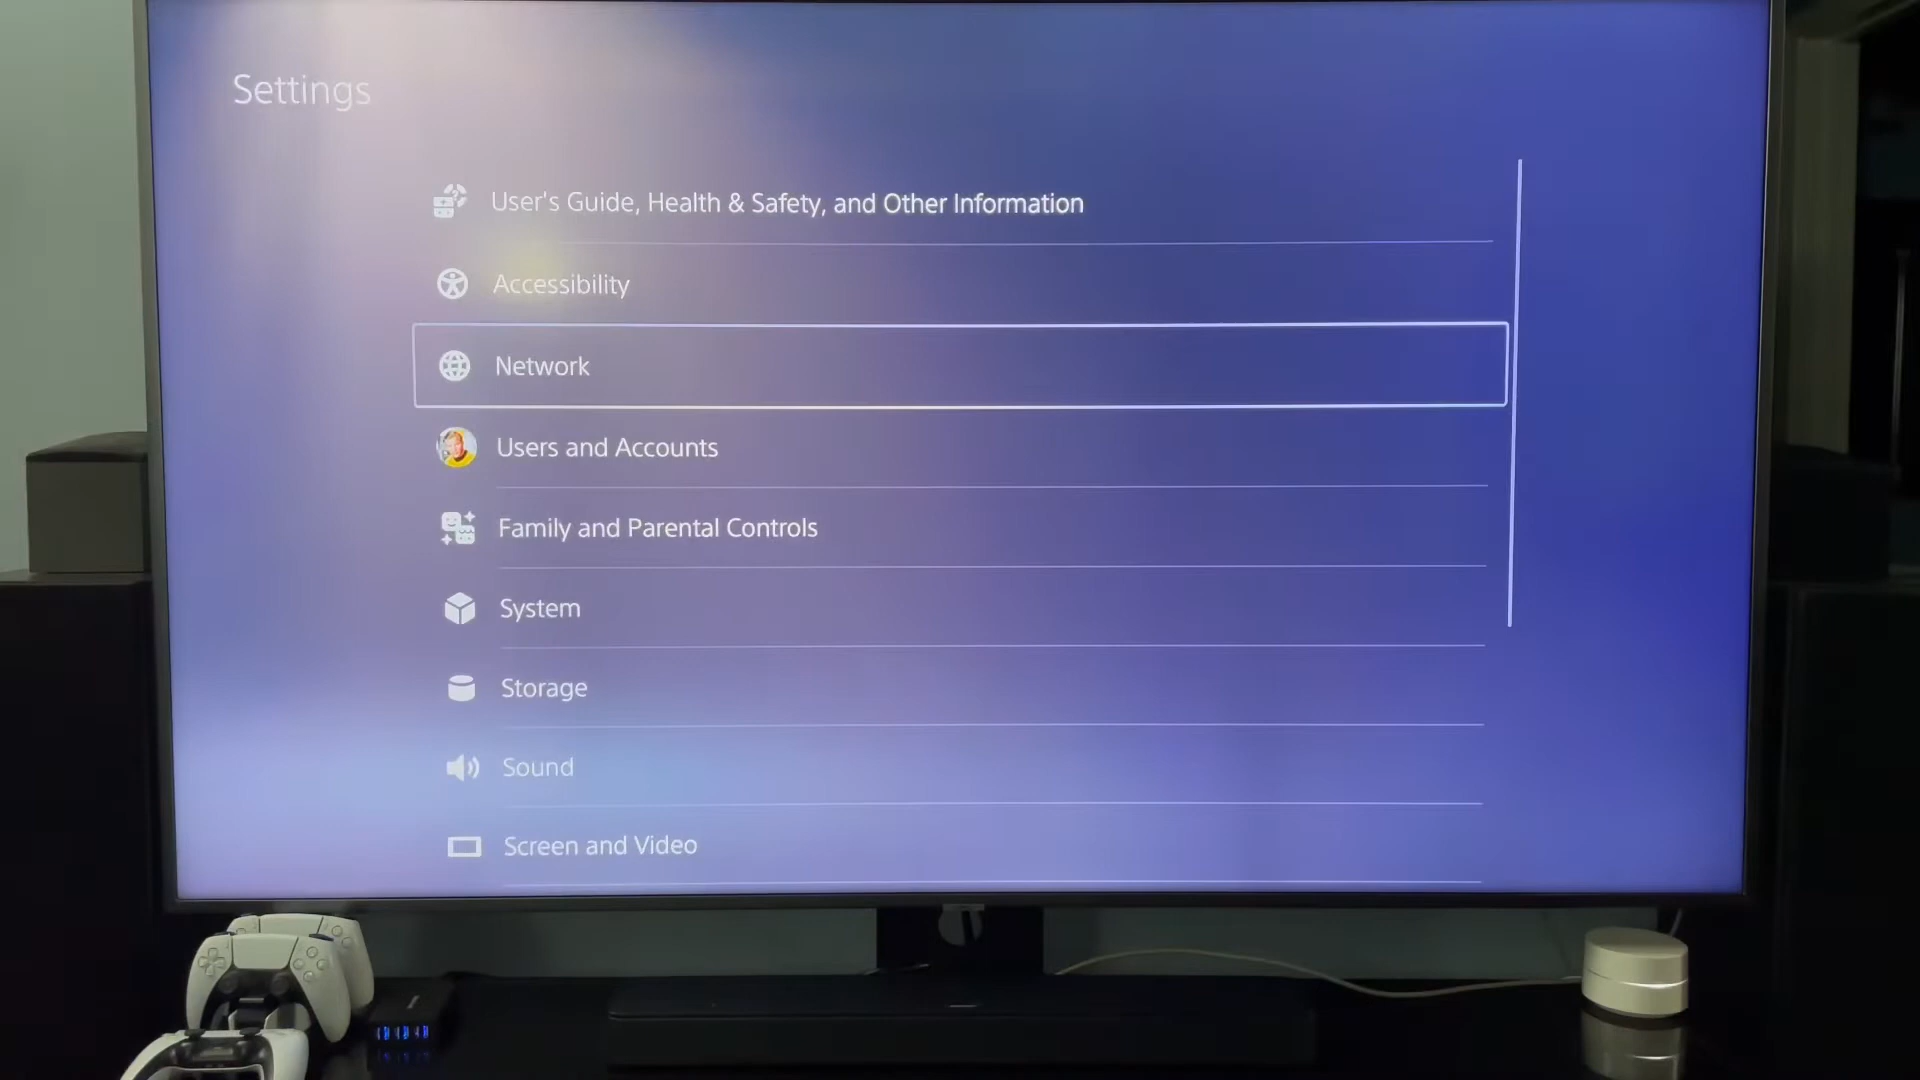 Settings
User's Guide, Health & Safety, and Other Information
Accessibility
Network
Users and Accounts
Family and Parental Controls
System
Storage
Sound
Screen and Video